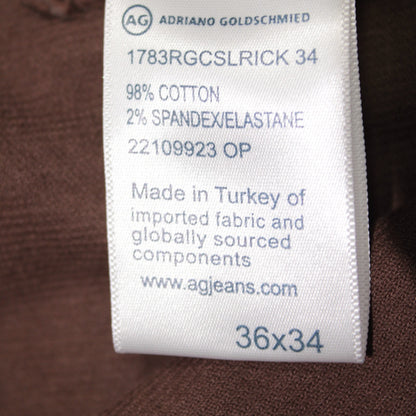 AG ADRIANO GOLDSCHMIED
1783RGCSLRICK 34
98% COTTON
2% SPANDEX/ELASTANE
22109923 OP
Made in Turkey of
imported fabric and
globally sourced
components
www.agjeans.com
36x34